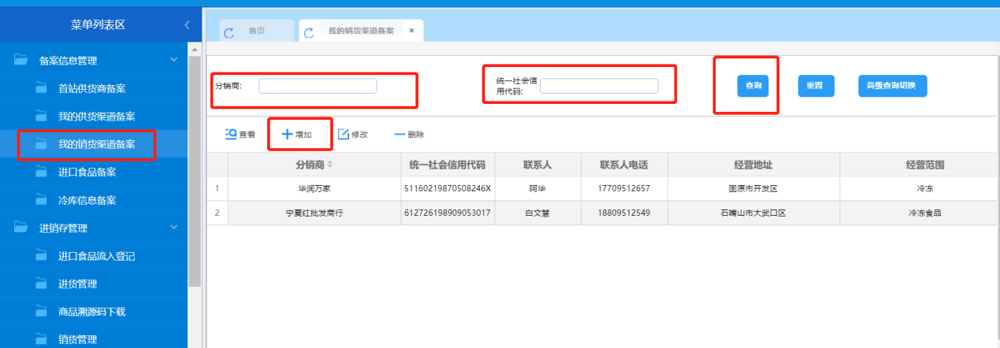 菜单列表区
首页
我的销货渠道备案
备案信息管理
首站供货商备案
我的供货渠道备案
我的销货渠道备案
进口食品备案
冷库信息备案
进销存管理
进口食品流入登记
进货管理
商品溯源码下载
销货管理
分销商:
统一社会信
用代码:
查询
重置
高级查询切换
查看 增加 修改 删除
分销商 统一社会信用代码 联系人 联系人电话 经营地址 经营范围
1 华润万家 51160219870508246X 阿华 17709512657 固原市开发区 冷冻
2 宁夏红批发商行 612726198909053017 白文慧 18809512549 石嘴山市大武口区 冷冻食品